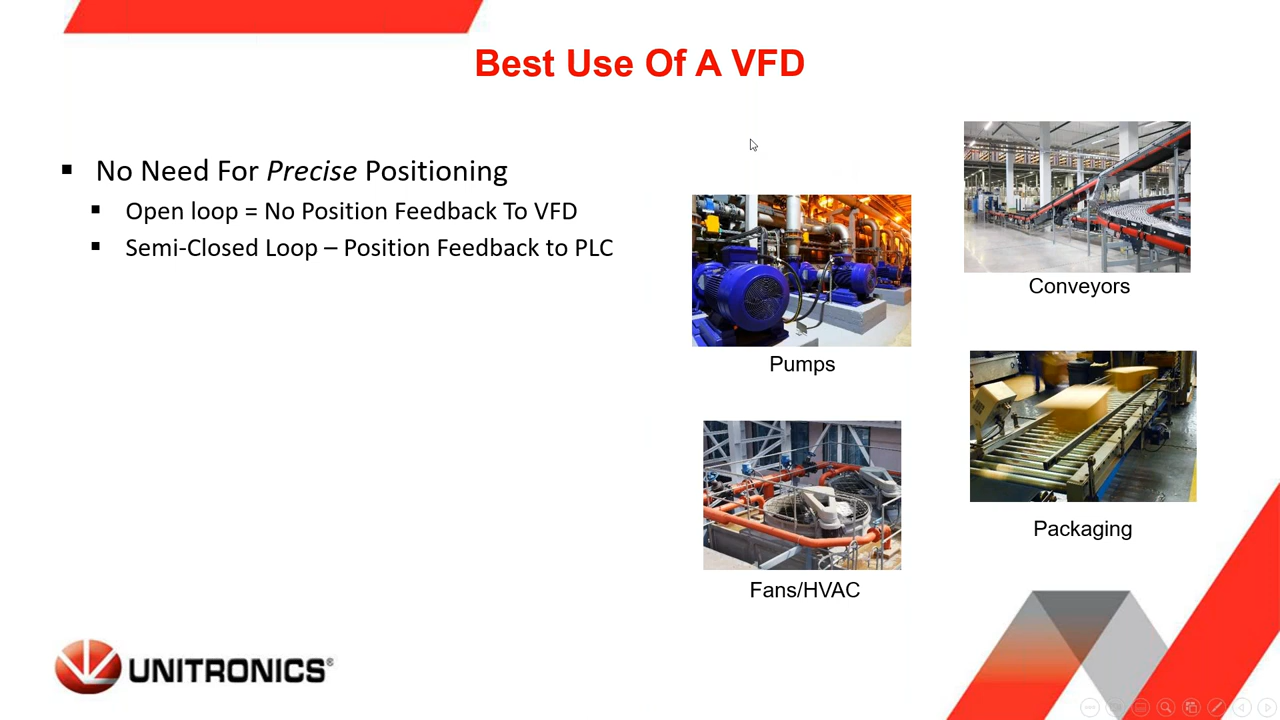 Best Use Of A VFD
No Need For Precise Positioning
Open loop = No Position Feedback To VFD
Semi-Closed Loop – Position Feedback to PLC
Pumps
Conveyors
Fans/HVAC
Packaging
UNITRONICS®